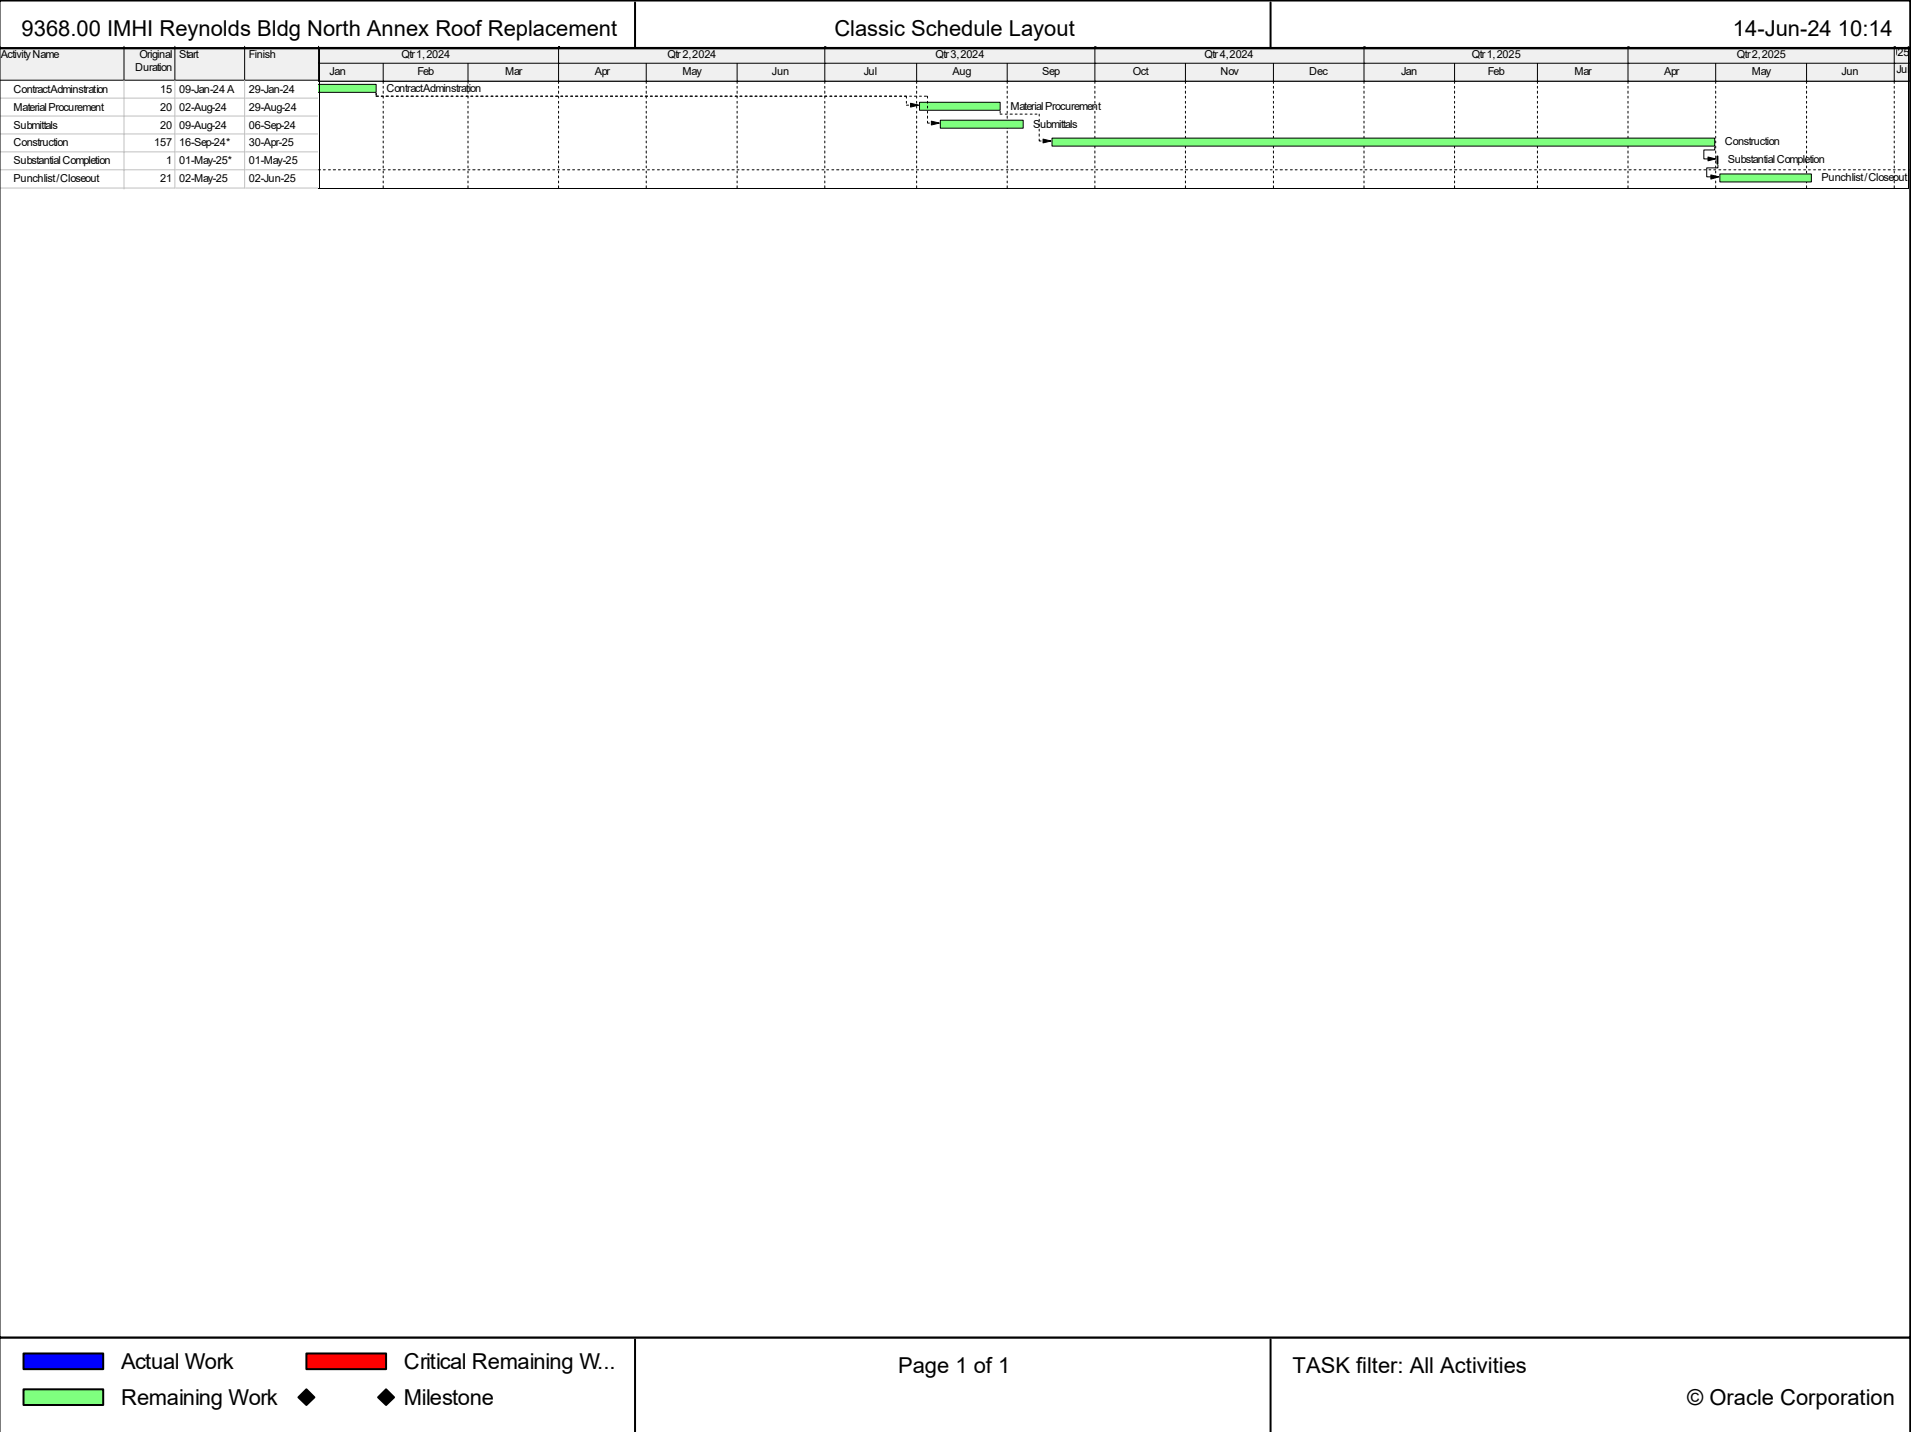 9368.00 IMHI Reynolds Bldg North Annex Roof Replacement
Classic Schedule Layout
14-Jun-24 10:14
Activity Name Original Duration Start Finish
Qtr 1, 2024 Qtr 2, 2024 Qtr 3, 2024 Qtr 4, 2024 Qtr 1, 2025 Qtr 2, 2025
Jan Feb Mar Apr May Jun Jul Aug Sep Oct Nov Dec Jan Feb Mar Apr May Jun Ju
Contract Adminstration 15 09-Jan-24 A 29-Jan-24 Contract Adminstration
Material Procurement 20 02-Aug-24 29-Aug-24 Material Procurement
Submittals 20 09-Aug-24 06-Sep-24 Submittals
Construction 157 16-Sep-24* 30-Apr-25 Construction
Substantial Completion 1 01-May-25* 01-May-25 Substantial Completion
Punchlist / Closeout 21 02-May-25 02-Jun-25 Punchlist / Closeout
Actual Work Critical Remaining W...
Remaining Work Milestone
Page 1 of 1
TASK filter: All Activities
© Oracle Corporation